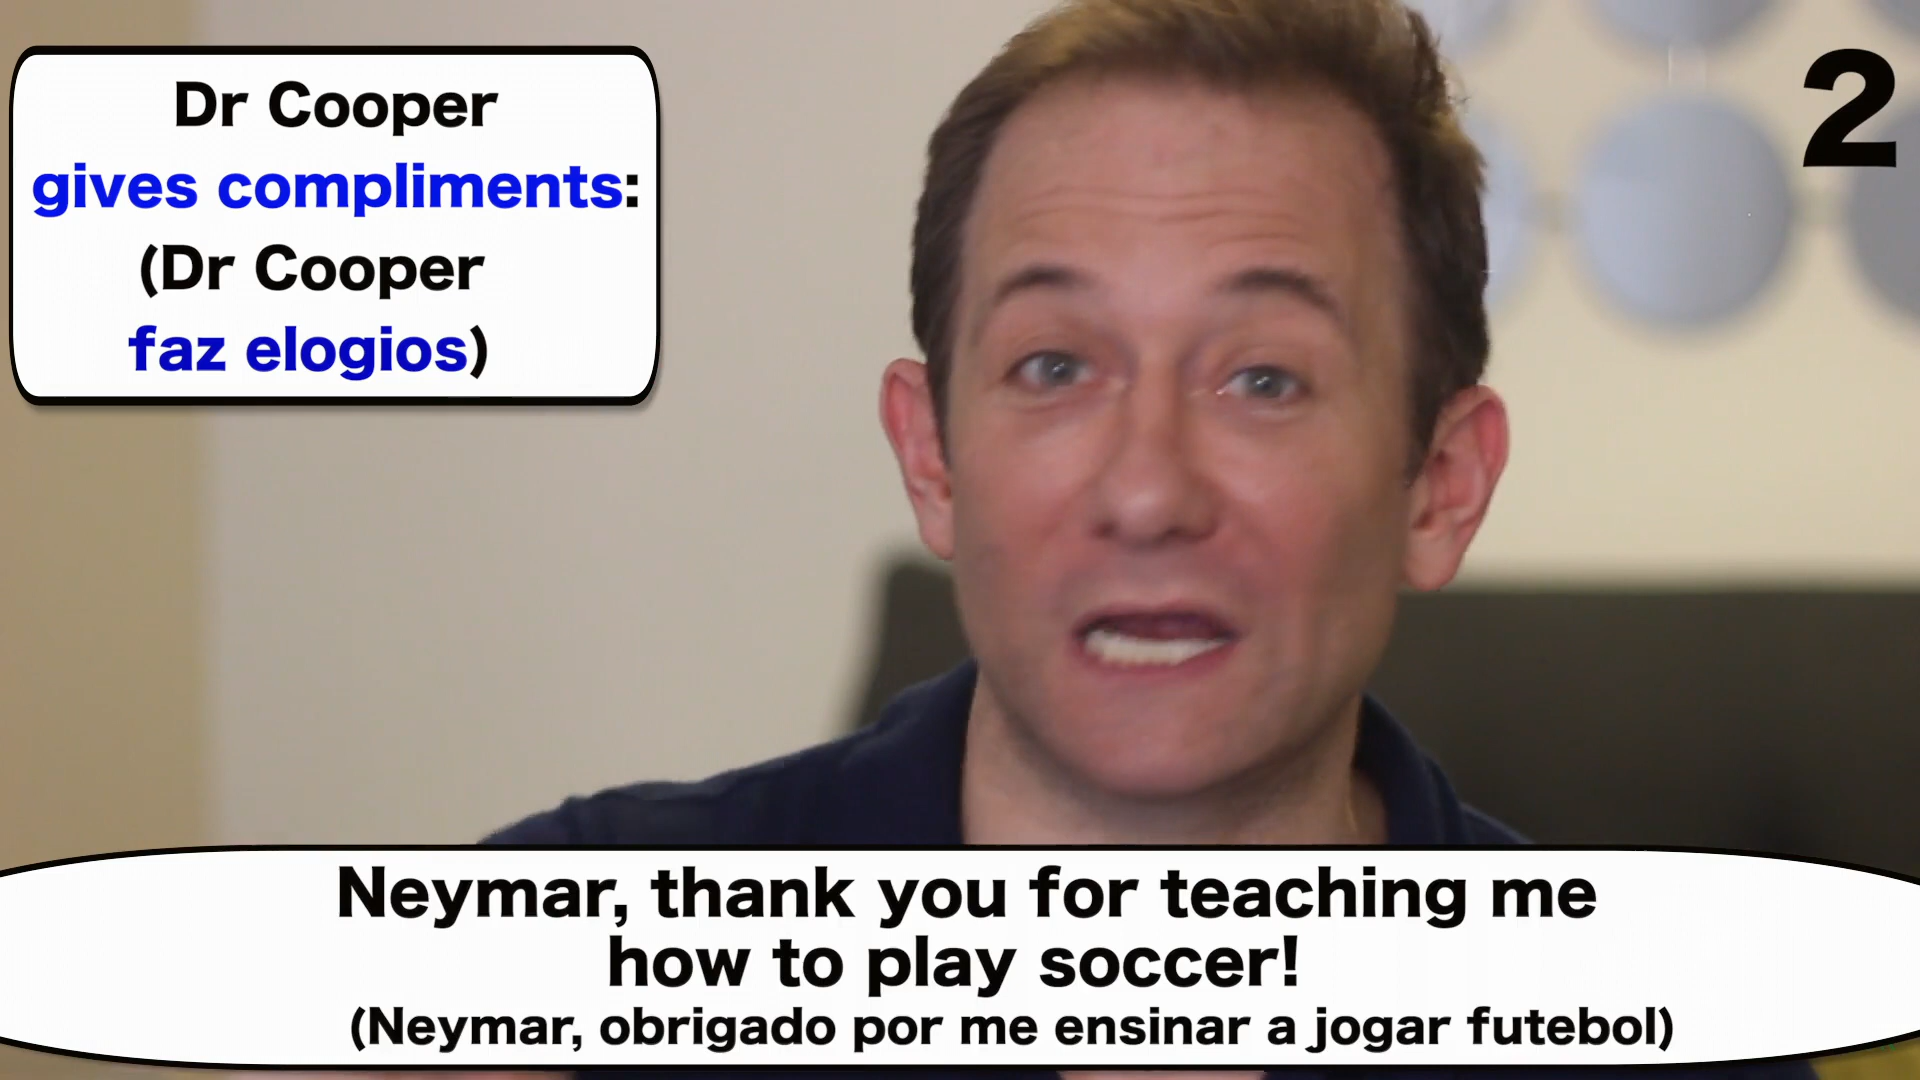 Dr Cooper
gives compliments:
(Dr Cooper
faz elogios)
2
Neymar, thank you for teaching me
how to play soccer!
(Neymar, obrigado por me ensinar a jogar futebol)